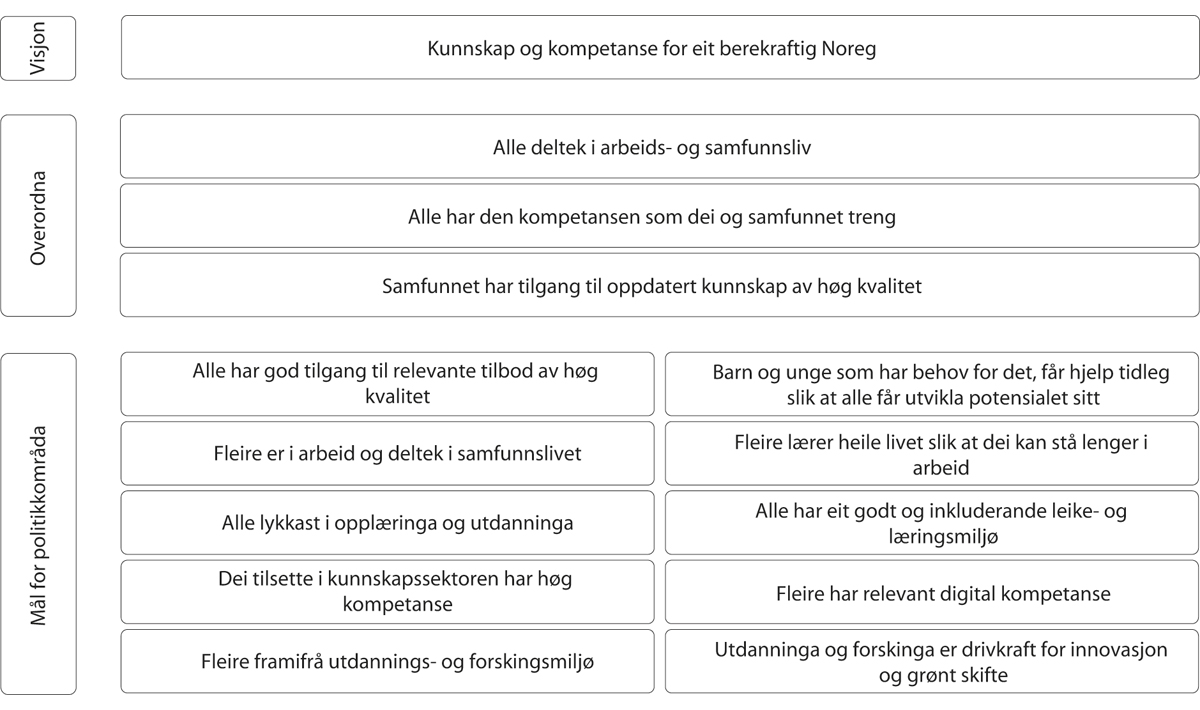 Visjon
Kunnskap og kompetanse for eit berekraftig Noreg
Overordna
Alle deltek i arbeids- og samfunnsliv
Alle har den kompetansen som dei og samfunnet treng
Samfunnet har tilgang til oppdatert kunnskap av høg kvalitet
Mål for politikkområda
Alle har god tilgang til relevante tilbod av høg
kvalitet
Barn og unge som har behov for det, får hjelp tidleg
slik at alle får utvikla potensialet sitt
Fleire er i arbeid og deltek i samfunnslivet
Fleire lærer heile livet slik at dei kan stå lenger i
arbeid
Alle lykkast i opplæringa og utdanninga
Alle har eit godt og inkluderande leike- og
læringsmiljø
Dei tilsette i kunnskapssektoren har høg
kompetanse
Fleire har relevant digital kompetanse
Fleire framifrå utdannings- og forskingsmiljø
Utdanninga og forskinga er drivkraft for innovasjon
og grønt skifte